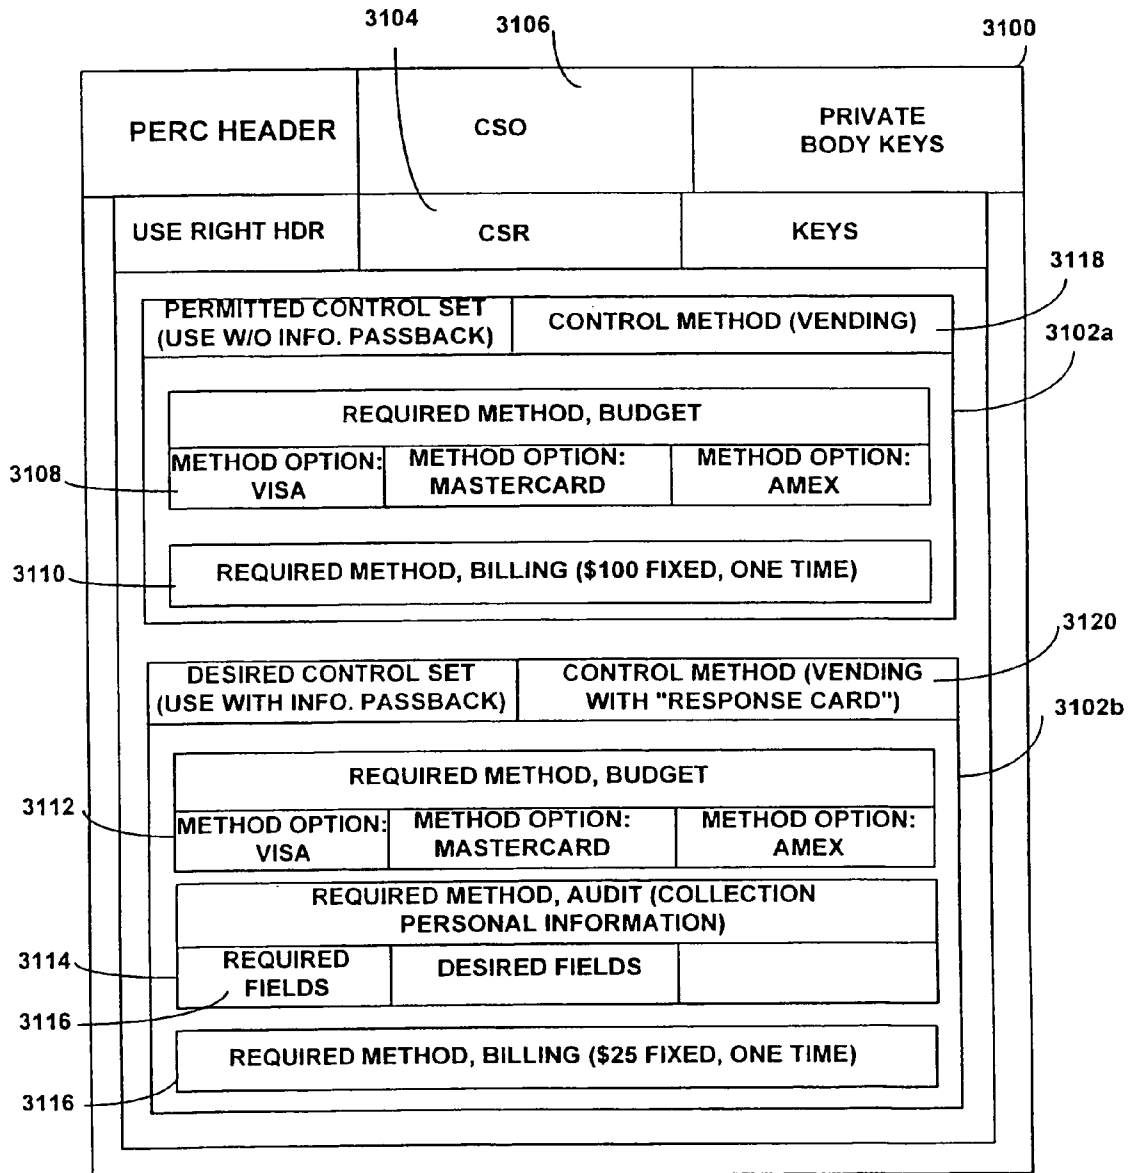 3104
3106
3100
PERC HEADER
CSO
PRIVATE
BODY KEYS
USE RIGHT HDR
CSR
KEYS
3118
PERMITTED CONTROL SET
(USE W/O INFO. PASSBACK)
CONTROL METHOD (VENDING)
3102a
REQUIRED METHOD, BUDGET
3108
METHOD OPTION:
VISA
METHOD OPTION:
MASTERCARD
METHOD OPTION:
AMEX
3110
REQUIRED METHOD, BILLING ($100 FIXED, ONE TIME)
3120
DESIRED CONTROL SET
(USE WITH INFO. PASSBACK)
CONTROL METHOD (VENDING
WITH "RESPONSE CARD")
3102b
REQUIRED METHOD, BUDGET
3112
METHOD OPTION:
VISA
METHOD OPTION:
MASTERCARD
METHOD OPTION:
AMEX
REQUIRED METHOD, AUDIT (COLLECTION
PERSONAL INFORMATION)
3114
REQUIRED
FIELDS
DESIRED FIELDS
3116
REQUIRED METHOD, BILLING ($25 FIXED, ONE TIME)
3116